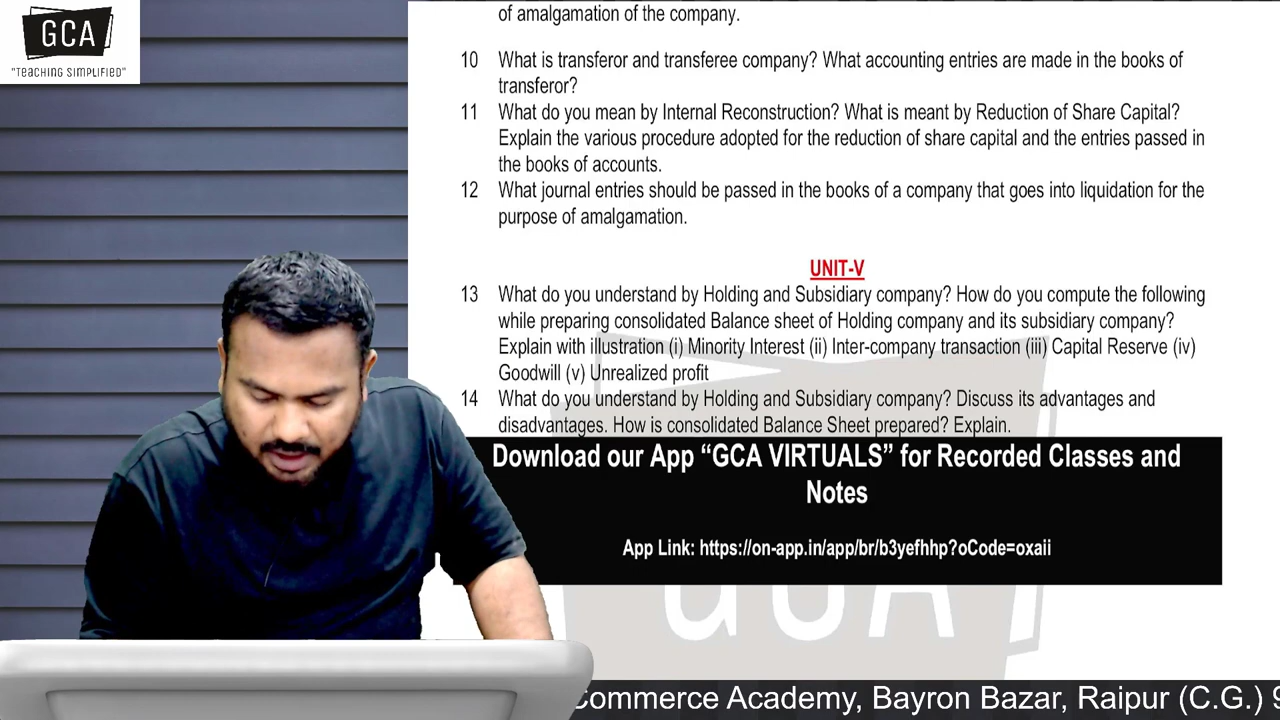 GCA
"TEACHING SIMPLIFIED"
of amalgamation of the company.
10 What is transferor and transferee company? What accounting entries are made in the books of
transferor?
11 What do you mean by Internal Reconstruction? What is meant by Reduction of Share Capital?
Explain the various procedure adopted for the reduction of share capital and the entries passed in
the books of accounts.
12 What journal entries should be passed in the books of a company that goes into liquidation for the
purpose of amalgamation.
UNIT-V
13 What do you understand by Holding and Subsidiary company? How do you compute the following
while preparing consolidated Balance sheet of Holding company and its subsidiary company?
Explain with illustration (i) Minority Interest (ii) Inter-company transaction (iii) Capital Reserve (iv)
Goodwill (v) Unrealized profit
14 What do you understand by Holding and Subsidiary company? Discuss its advantages and
disadvantages. How is consolidated Balance Sheet prepared? Explain.
Download our App “GCA VIRTUALS” for Recorded Classes and
Notes
App Link: https://on-app.in/app/br/b3yefhhp?oCode=oxaii
GCA
Commerce Academy, Bayron Bazar, Raipur (C.G.) 9